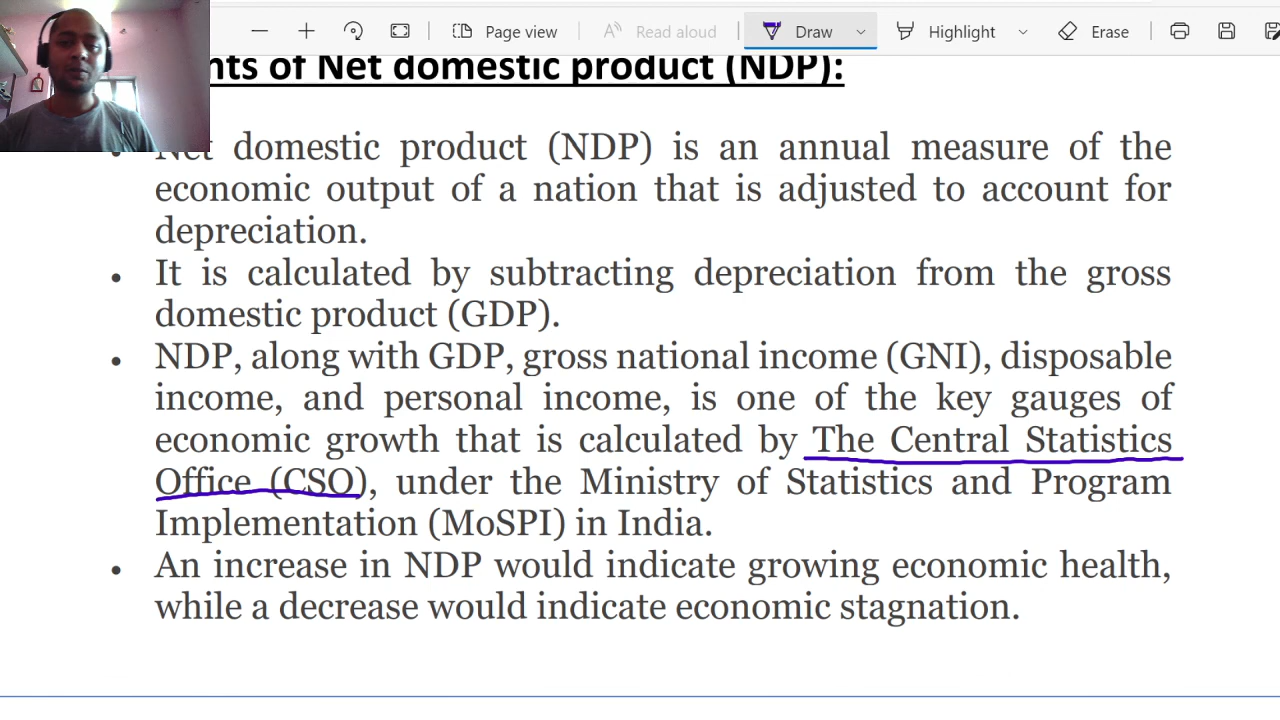 Page view Read aloud Draw Highlight Erase
nts of Net domestic product (NDP):
Net domestic product (NDP) is an annual measure of the
economic output of a nation that is adjusted to account for
depreciation.
It is calculated by subtracting depreciation from the gross
domestic product (GDP).
NDP, along with GDP, gross national income (GNI), disposable
income, and personal income, is one of the key gauges of
economic growth that is calculated by The Central Statistics
Office (CSO), under the Ministry of Statistics and Program
Implementation (MoSPI) in India.
An increase in NDP would indicate growing economic health,
while a decrease would indicate economic stagnation.